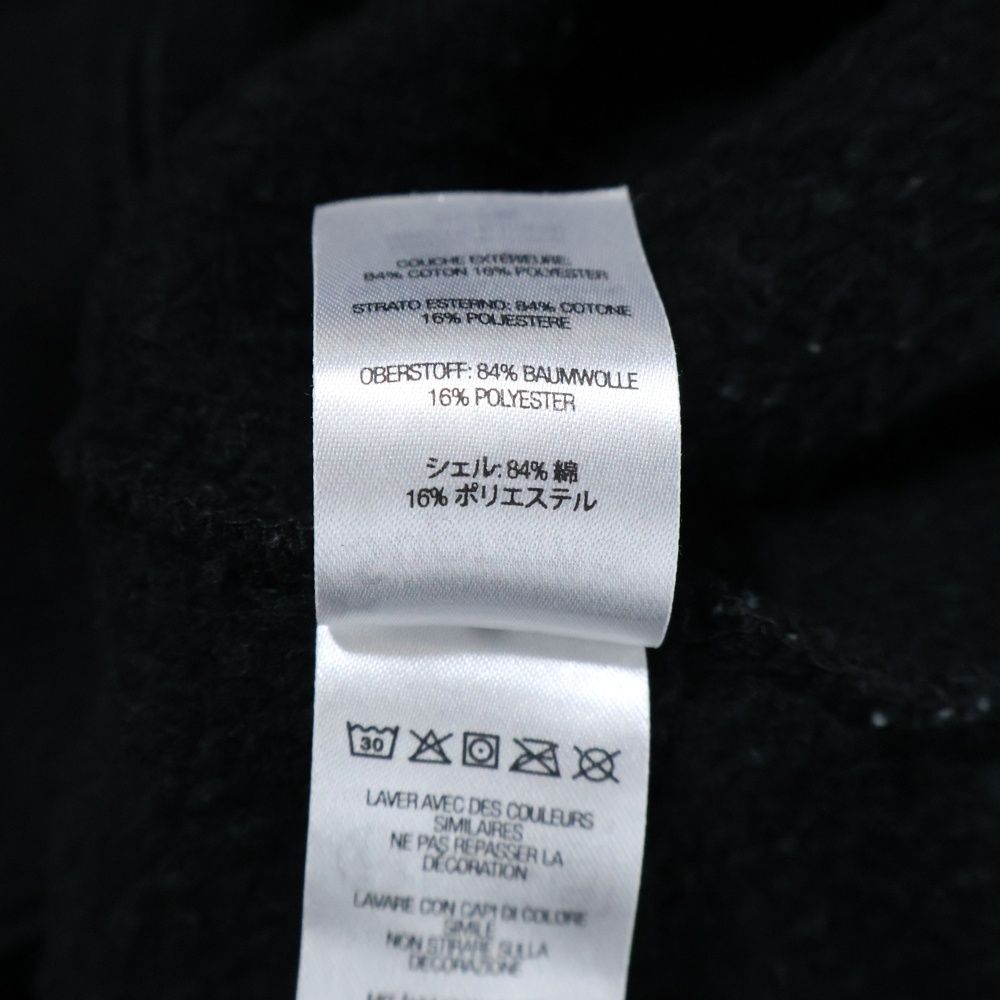 COUCHE EXTÉRIEURE:
84% COTON 16% POLYESTER
STRATO ESTERNO: 84% COTONE
16% POLIESTERE
OBERSTOFF: 84% BAUMWOLLE
16% POLYESTER
シェル: 84% 綿
16% ポリエステル
30
LAVER AVEC DES COULEURS
SIMILAIRES
NE PAS REPASSER LA
DÉCORATION
LAVARE CON CAPI DI COLORE
SIMILE
NON STIRARE SULLA
DECORAZIONE